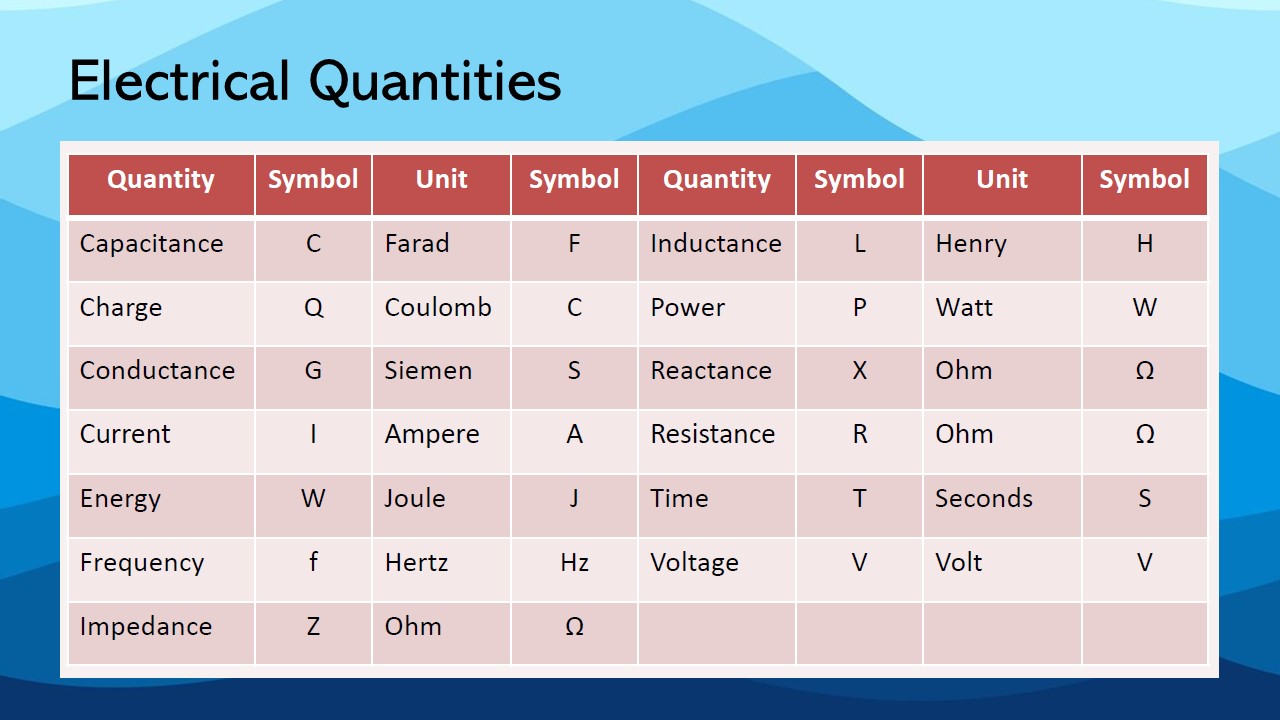 Electrical Quantities
Quantity Symbol Unit Symbol Quantity Symbol Unit Symbol
Capacitance C Farad F Inductance L Henry H
Charge Q Coulomb C Power P Watt W
Conductance G Siemen S Reactance X Ohm Ω
Current I Ampere A Resistance R Ohm Ω
Energy W Joule J Time T Seconds S
Frequency f Hertz Hz Voltage V Volt V
Impedance Z Ohm Ω